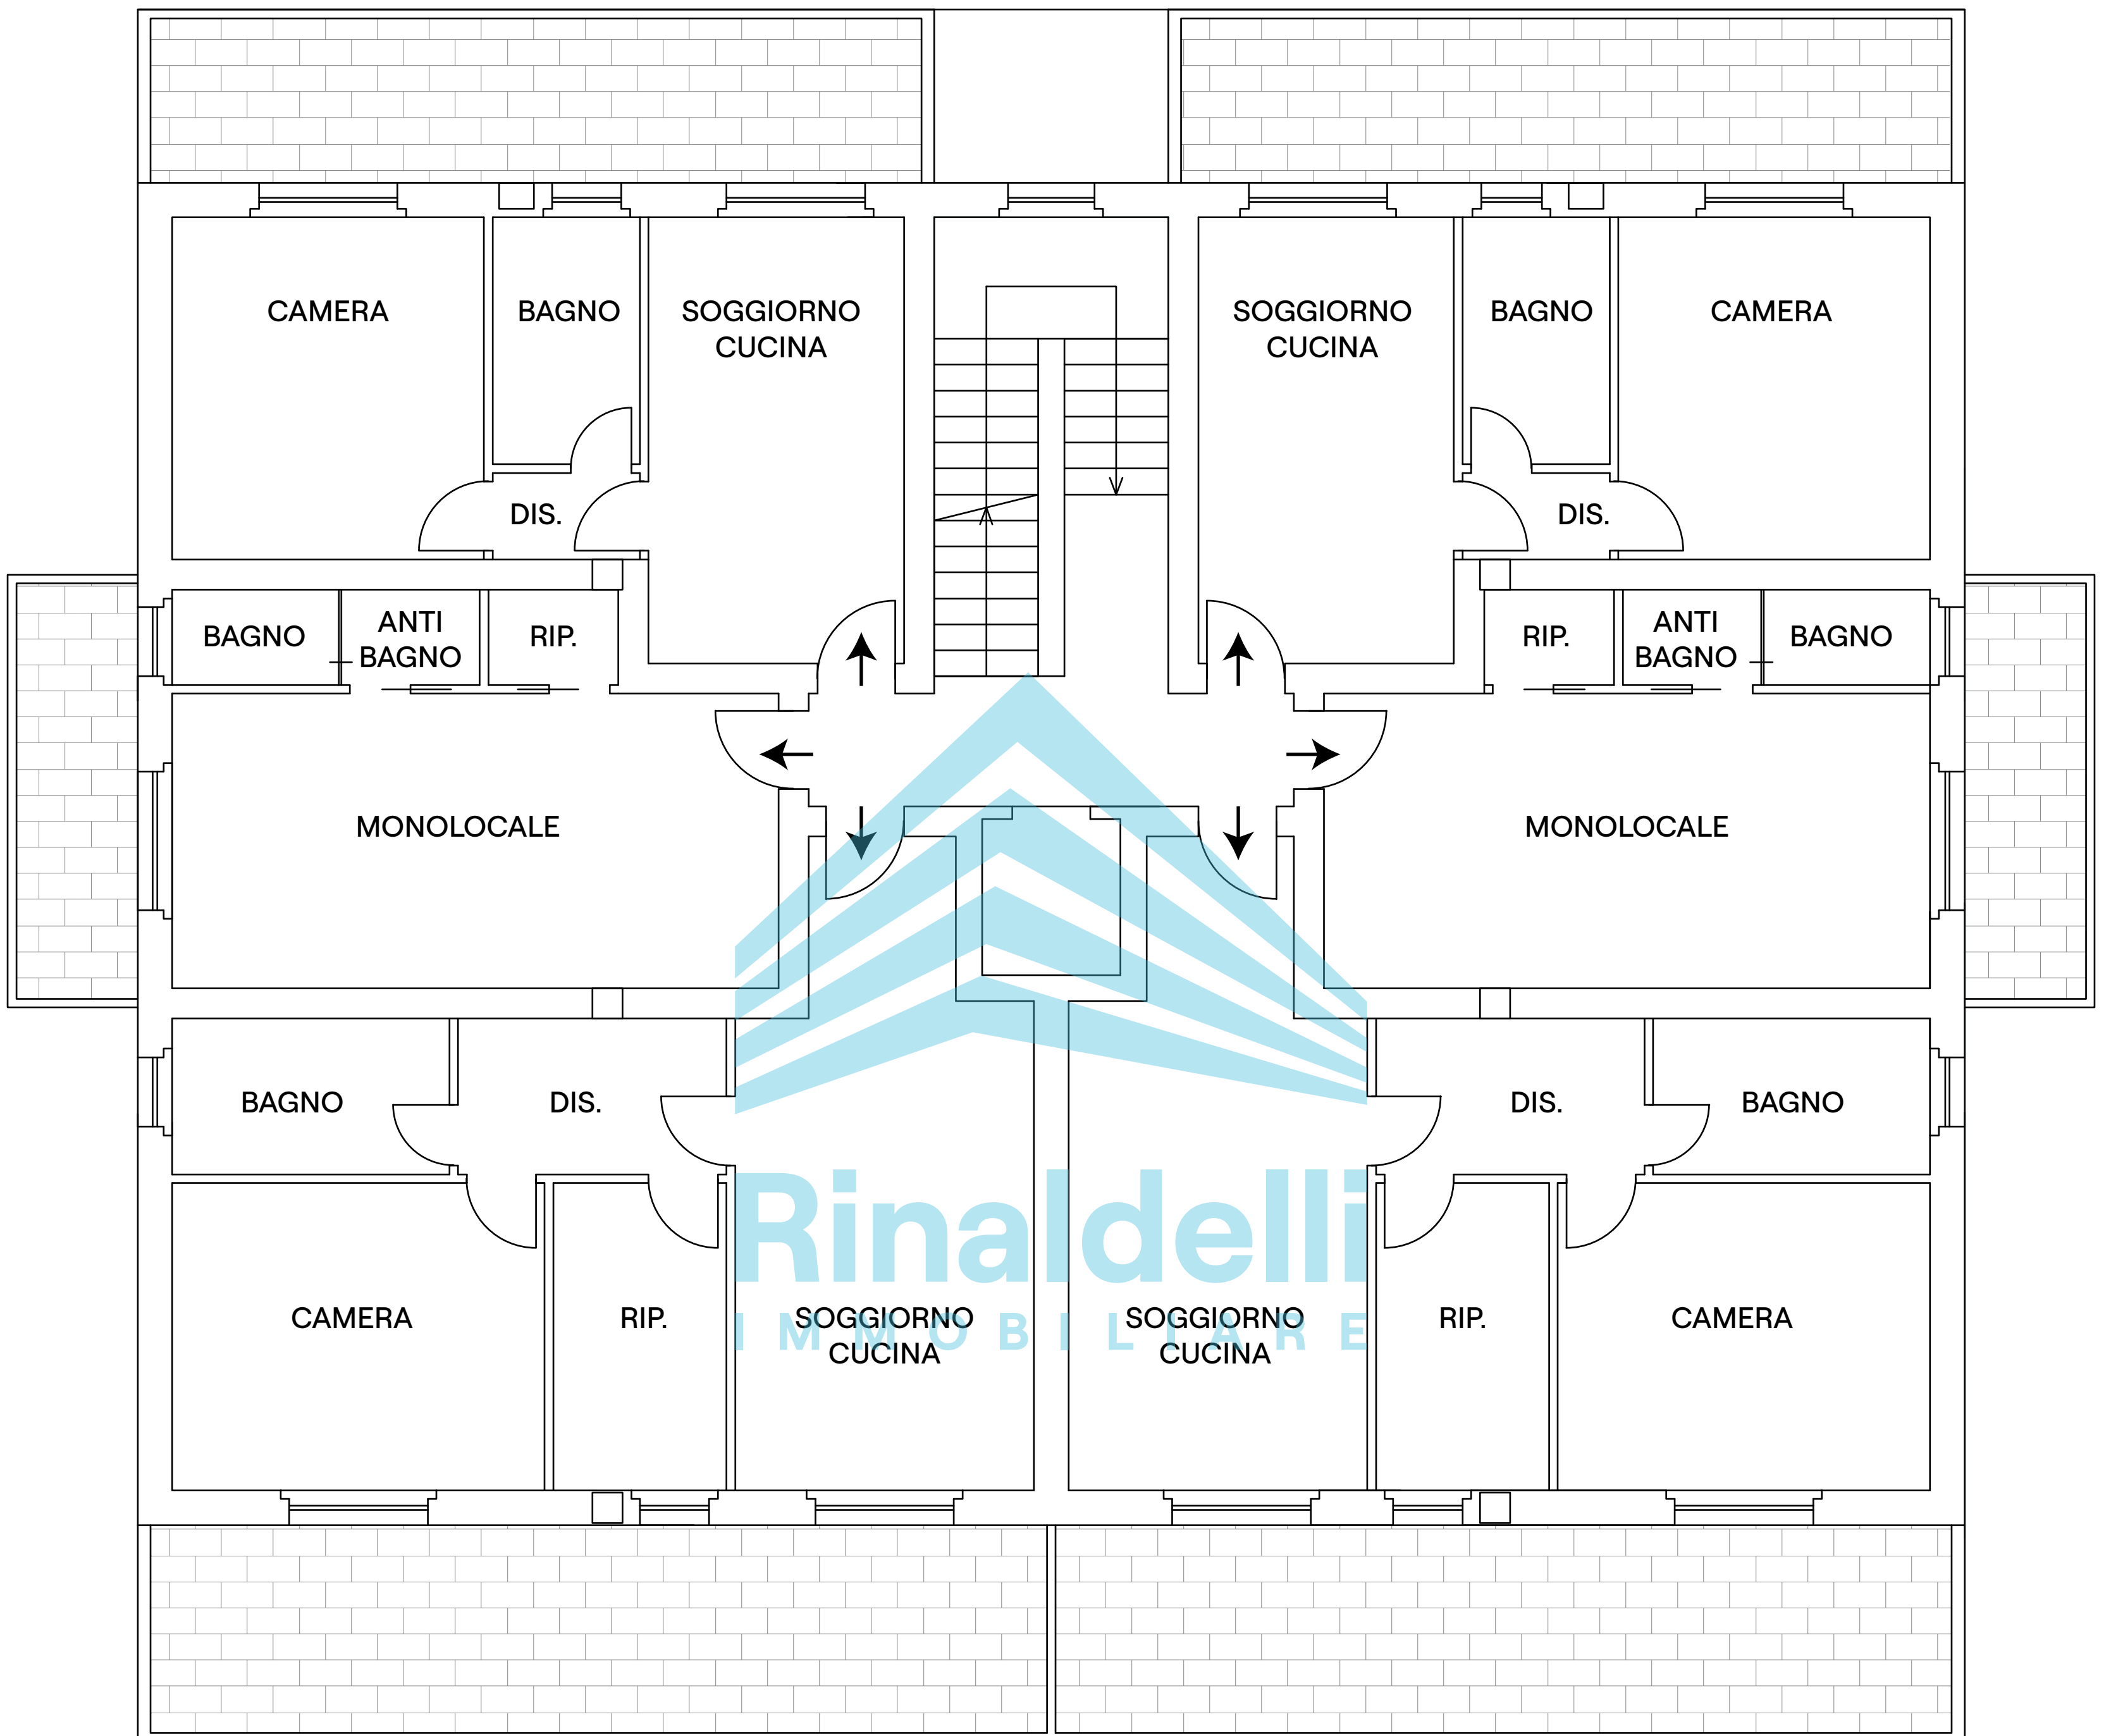 CAMERA
BAGNO
SOGGIORNO
CUCINA
SOGGIORNO
CUCINA
BAGNO
CAMERA
DIS.
DIS.
BAGNO
ANTI
BAGNO
RIP.
RIP.
ANTI
BAGNO
BAGNO
MONOLOCALE
MONOLOCALE
BAGNO
DIS.
DIS.
BAGNO
Rinaldelli
IMMOBILIARE
CAMERA
RIP.
SOGGIORNO
CUCINA
SOGGIORNO
CUCINA
RIP.
CAMERA